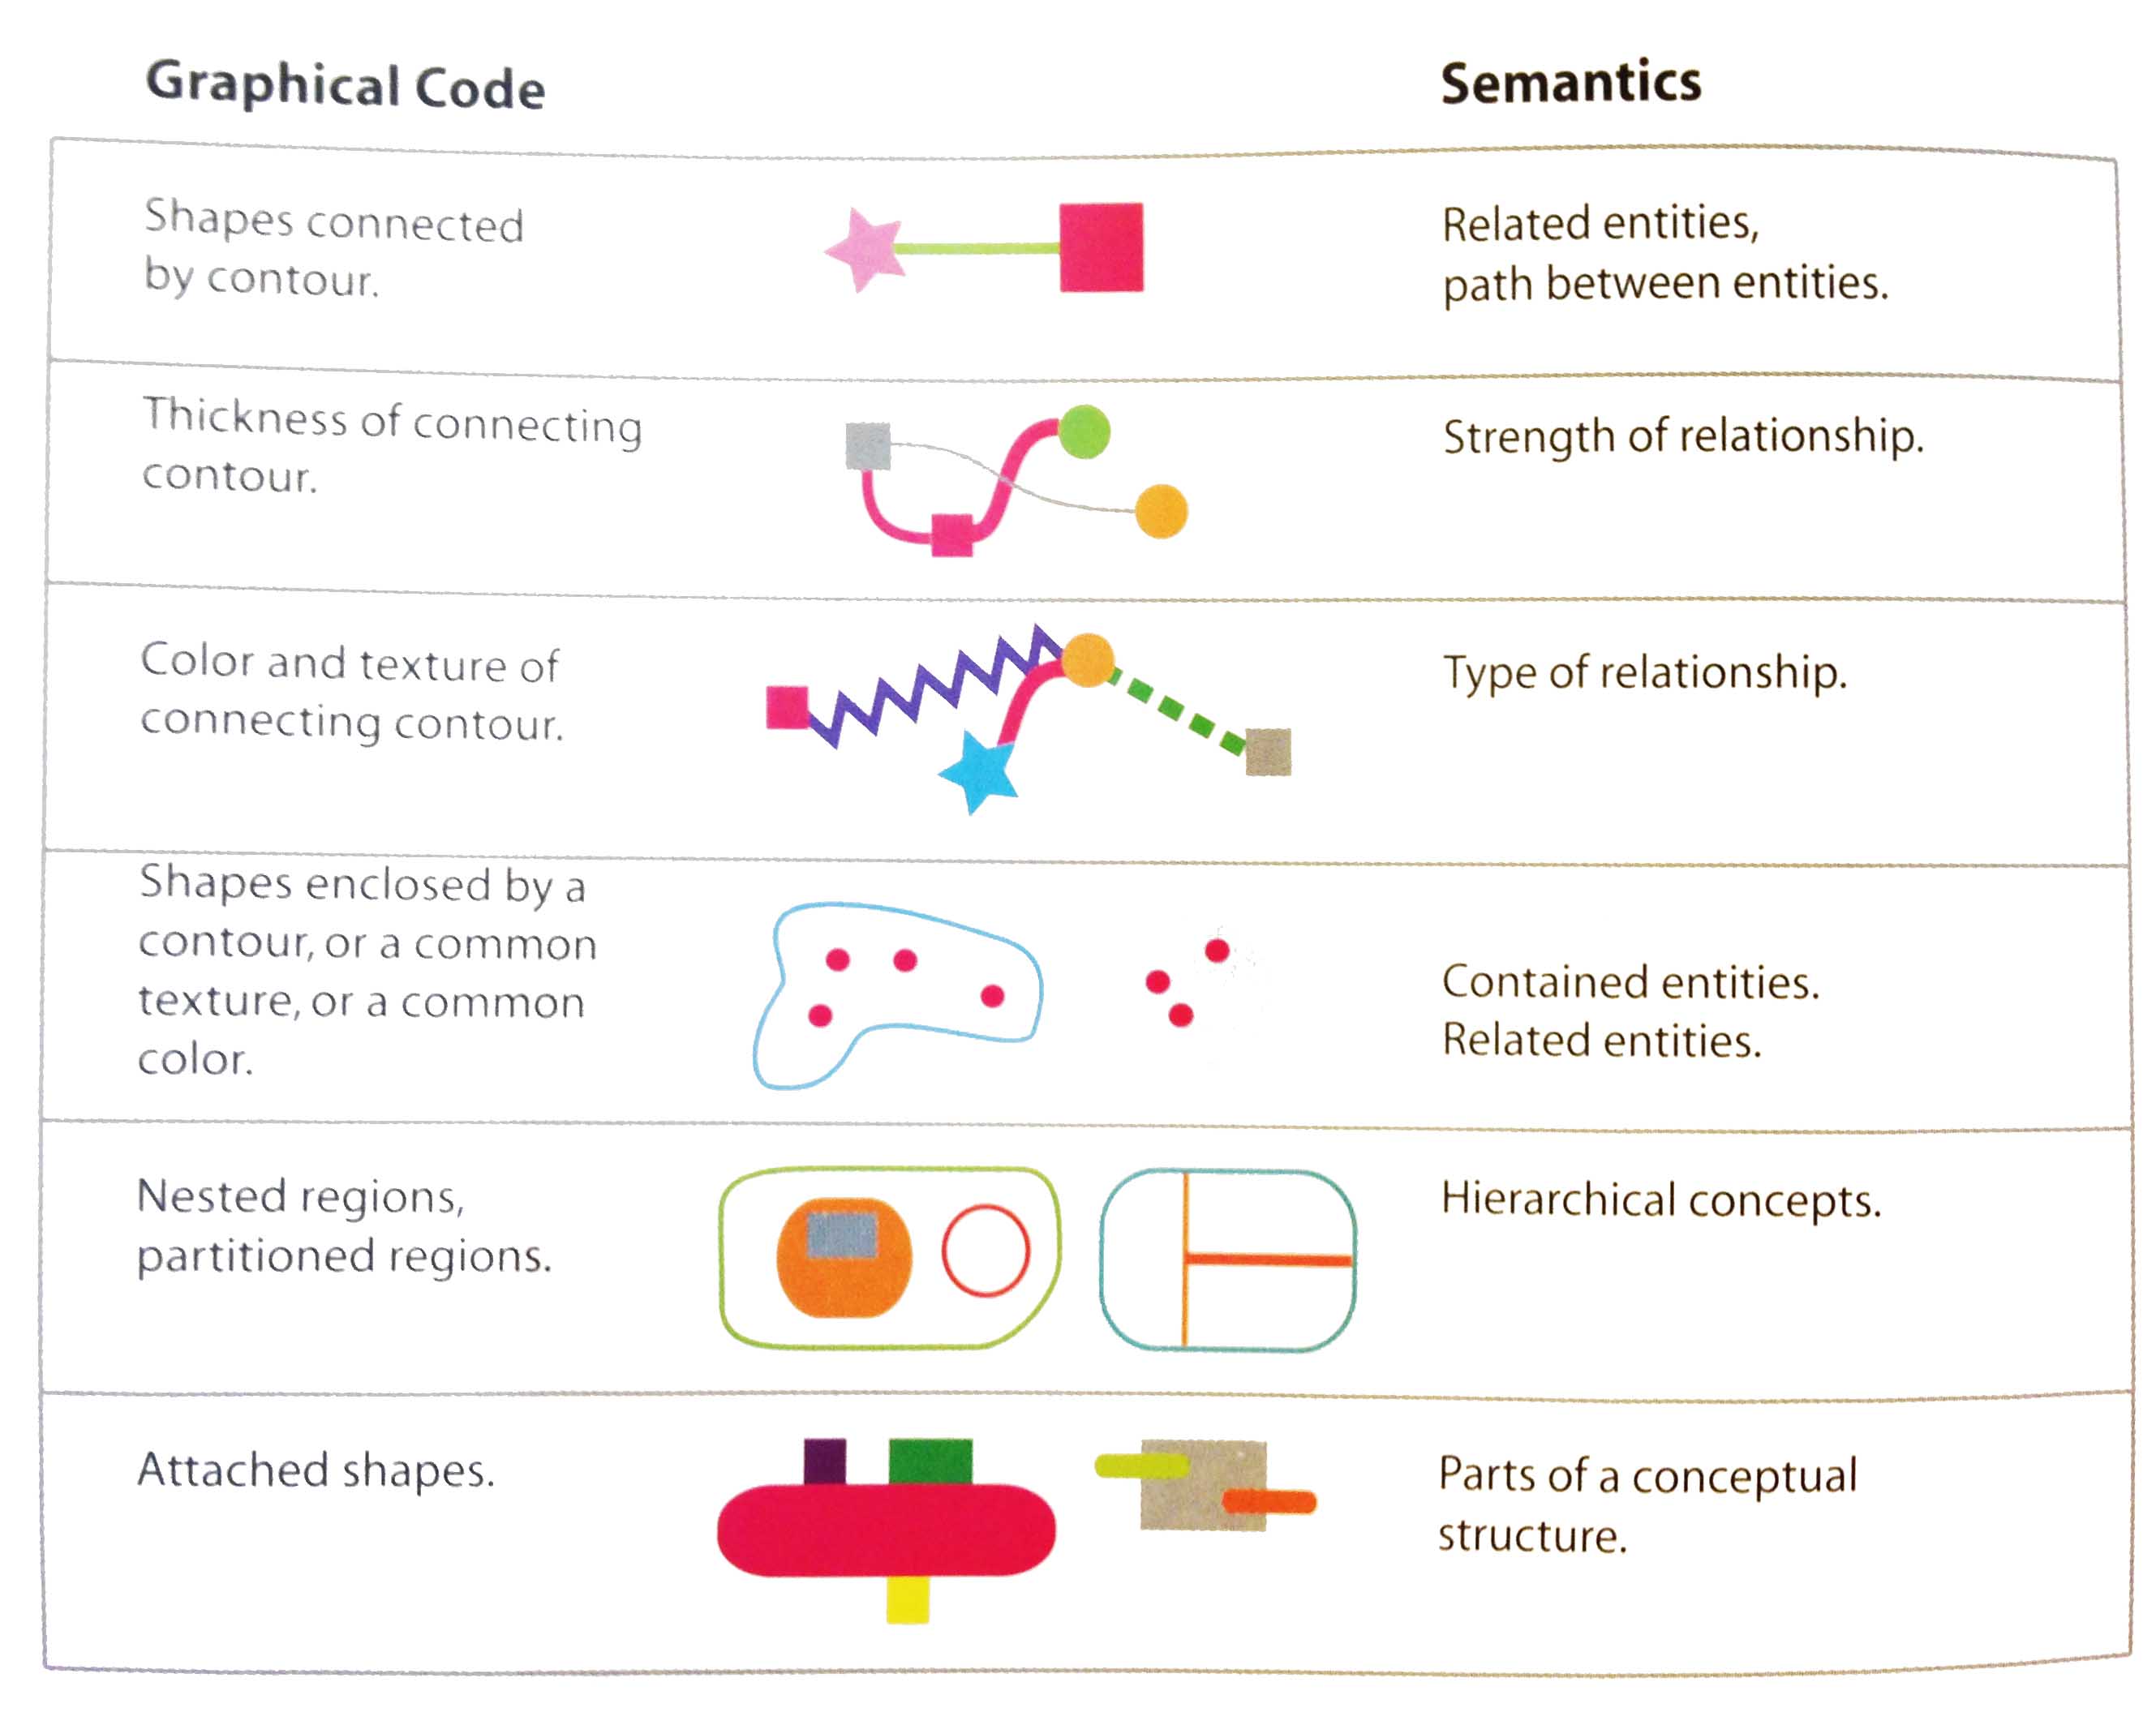 Graphical Code
Semantics
Shapes connected
by contour.
Related entities,
path between entities.
Thickness of connecting
contour.
Strength of relationship.
Color and texture of
connecting contour.
Type of relationship.
Shapes enclosed by a
contour, or a common
texture, or a common
color.
Contained entities.
Related entities.
Nested regions,
partitioned regions.
Hierarchical concepts.
Attached shapes.
Parts of a conceptual
structure.